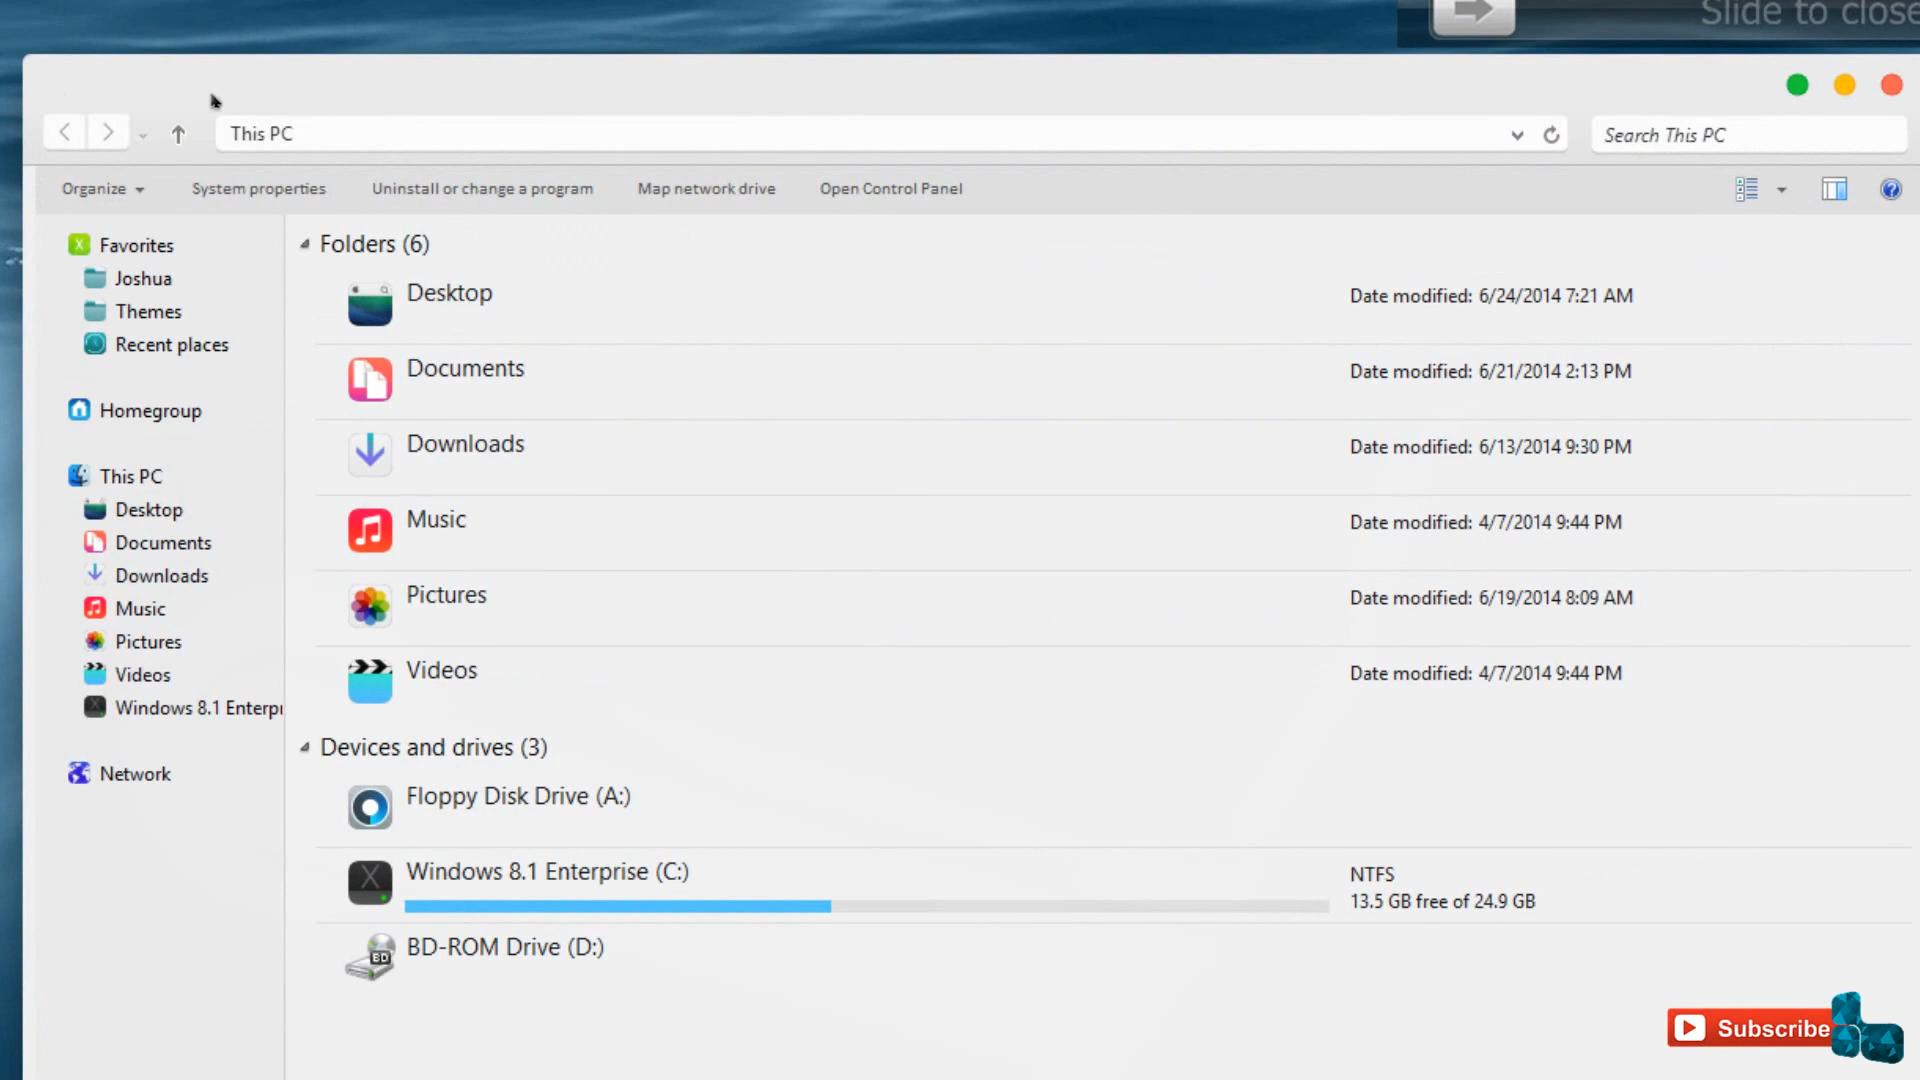 Slide to close
This PC
Search This PC
Organize
System properties
Uninstall or change a program
Map network drive
Open Control Panel
Favorites
Joshua
Themes
Recent places
Homegroup
This PC
Desktop
Documents
Downloads
Music
Pictures
Videos
Windows 8.1 Enterpr
Network
Folders (6)
Desktop
Date modified: 6/24/2014 7:21 AM
Documents
Date modified: 6/21/2014 2:13 PM
Downloads
Date modified: 6/13/2014 9:30 PM
Music
Date modified: 4/7/2014 9:44 PM
Pictures
Date modified: 6/19/2014 8:09 AM
Videos
Date modified: 4/7/2014 9:44 PM
Devices and drives (3)
Floppy Disk Drive (A:)
Windows 8.1 Enterprise (C:)
NTFS
13.5 GB free of 24.9 GB
BD
BD-ROM Drive (D:)
Subscribe